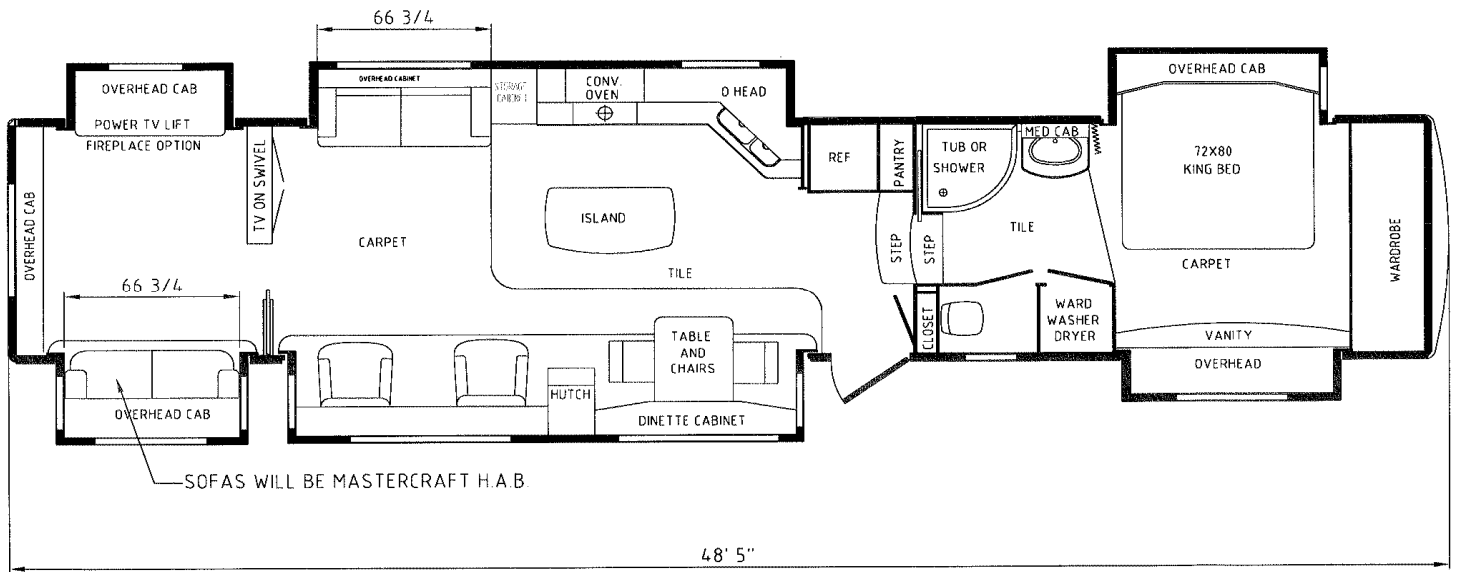 66 3/4
OVERHEAD CAB
POWER TV LIFT
FIREPLACE OPTION
OVERHEAD CAB
TV ON SWIVEL
66 3/4
OVERHEAD CAB
SOFAS WILL BE MASTERCRAFT H.A.B.
OVERHEAD CABINET
STORAGE
CABINET
CONV.
OVEN
O HEAD
CARPET
ISLAND
TILE
HUTCH
TABLE
AND
CHAIRS
DINETTE CABINET
REF
PANTRY
STEP
STEP
CLOSET
TUB OR
SHOWER
MED CAB
TILE
WARD
WASHER
DRYER
OVERHEAD CAB
72X80
KING BED
CARPET
VANITY
OVERHEAD
WARDROBE
48' 5"